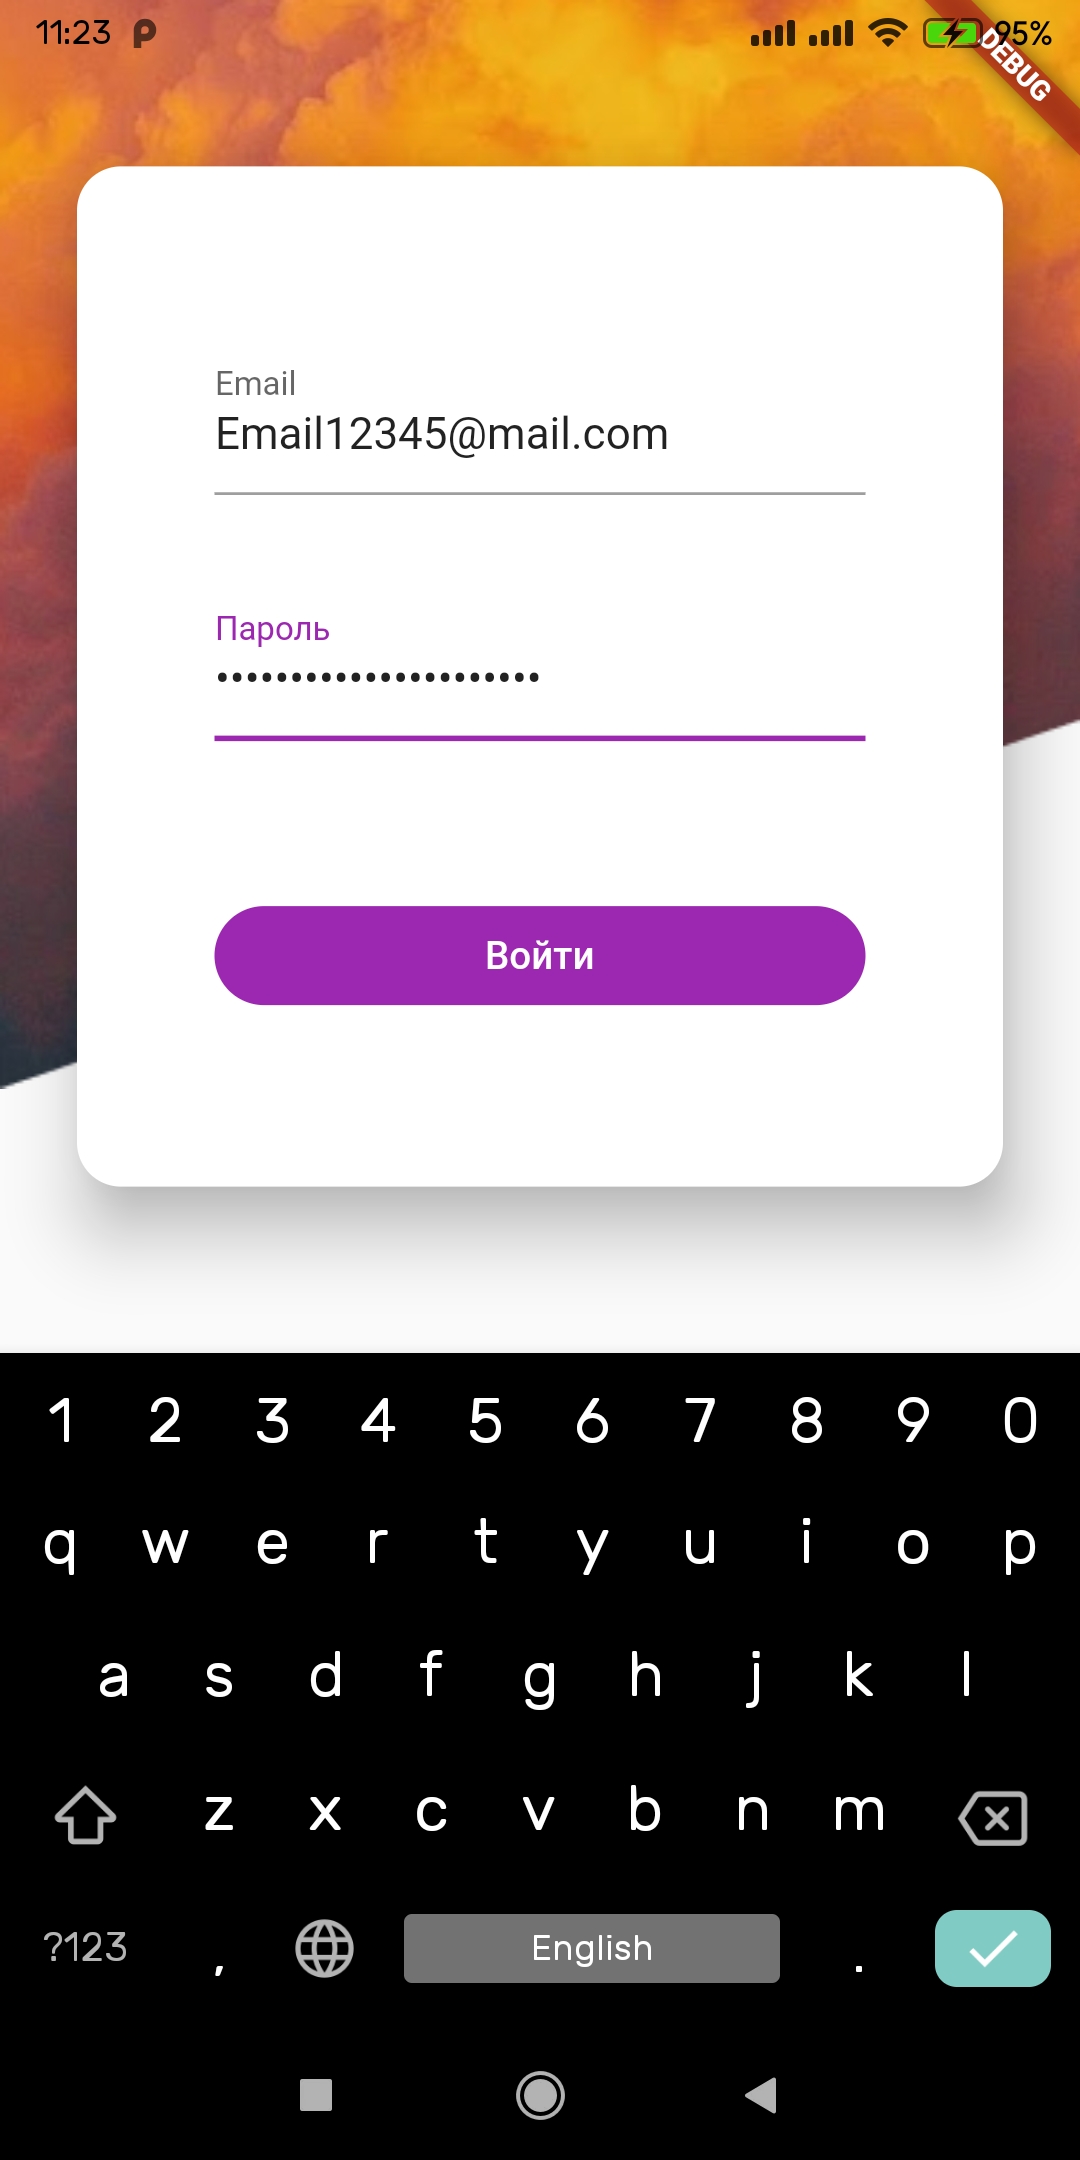 11:23
95%
DEBUG
Email
Email12345@mail.com
Пароль
••••••••••••••••••••••
Войти
1 2 3 4 5 6 7 8 9 0
q w e r t y u i o p
a s d f g h j k l
z x c v b n m
?123 , English .